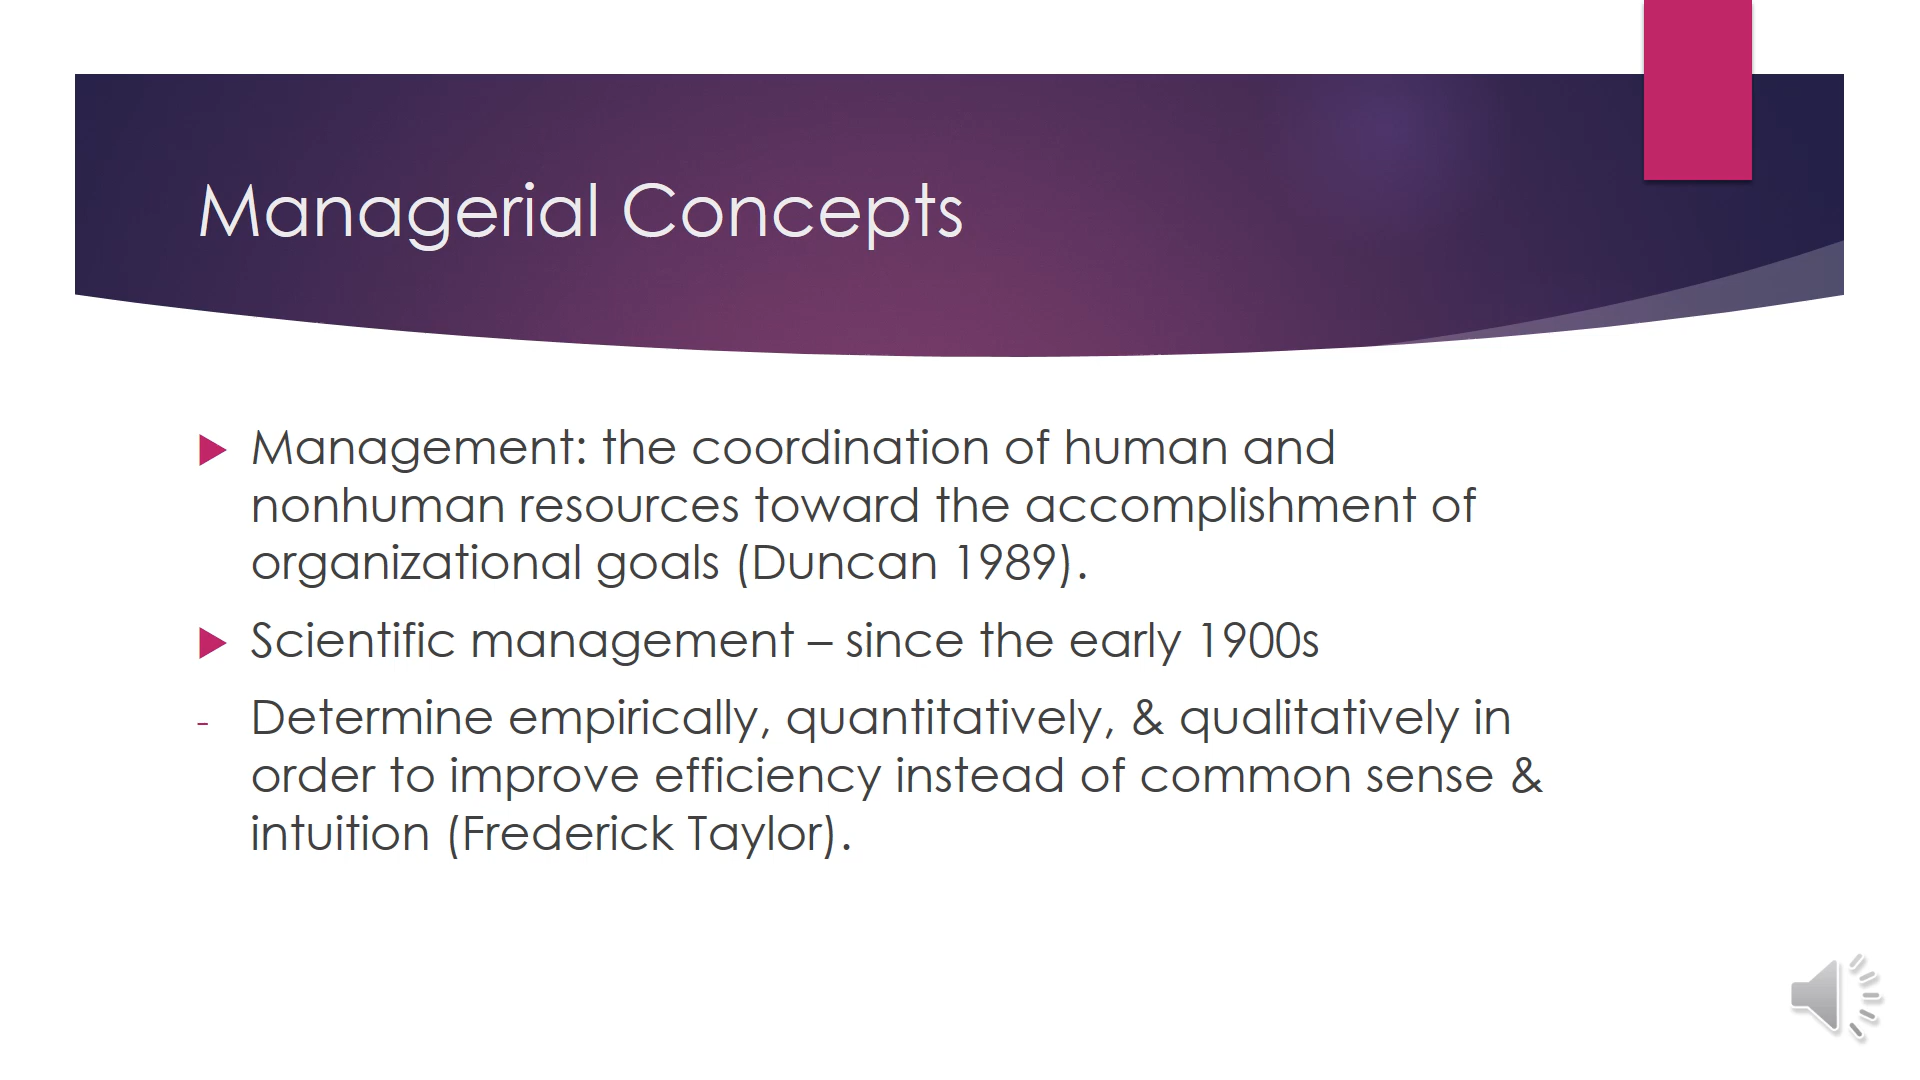 Managerial Concepts
Management: the coordination of human and
nonhuman resources toward the accomplishment of
organizational goals (Duncan 1989).
Scientific management – since the early 1900s
- Determine empirically, quantitatively, & qualitatively in
order to improve efficiency instead of common sense &
intuition (Frederick Taylor).